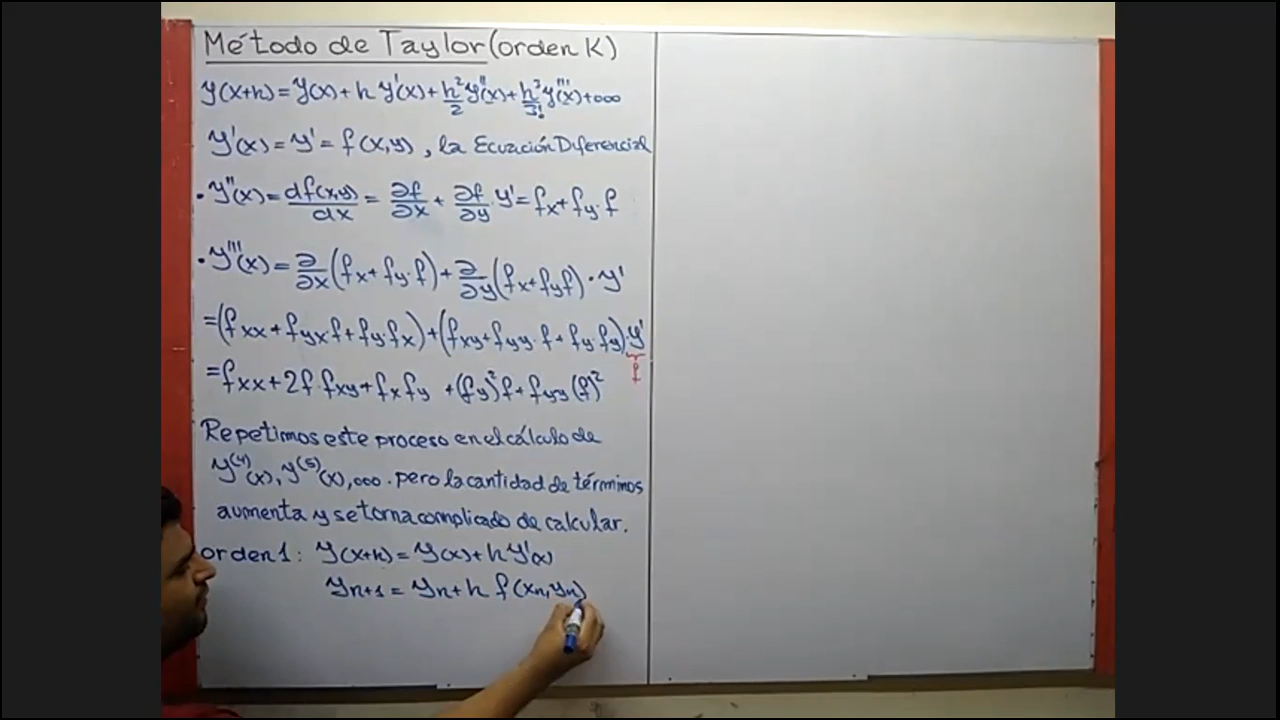 Método de Taylor (orden K)
y(x+h) = y(x) + h y'(x) + h²/2 y''(x) + h³/3! y'''(x) + ooo
y'(x) = y' = f(x,y), la Ecuación Diferencial
• y''(x) = df(x,y)/dx = ∂f/∂x + ∂f/∂y · y' = fx + fy · f
• y'''(x) = ∂/∂x (fx + fy · f) + ∂/∂y (fx + fy f) · y'
= (fxx + fyx · f + fy · fx) + (fxy + fyy · f + fy · fy) · y'
f
= fxx + 2f · fxy + fx fy + (fy)² f + fyy (f)²
Repetimos este proceso en el cálculo de
y⁽⁴⁾(x), y⁽⁵⁾(x), ooo. pero la cantidad de términos
aumenta y se torna complicado de calcular.
orden 1: y(x+h) = y(x) + h y'(x)
yn+1 = yn + h f(xn, yn)